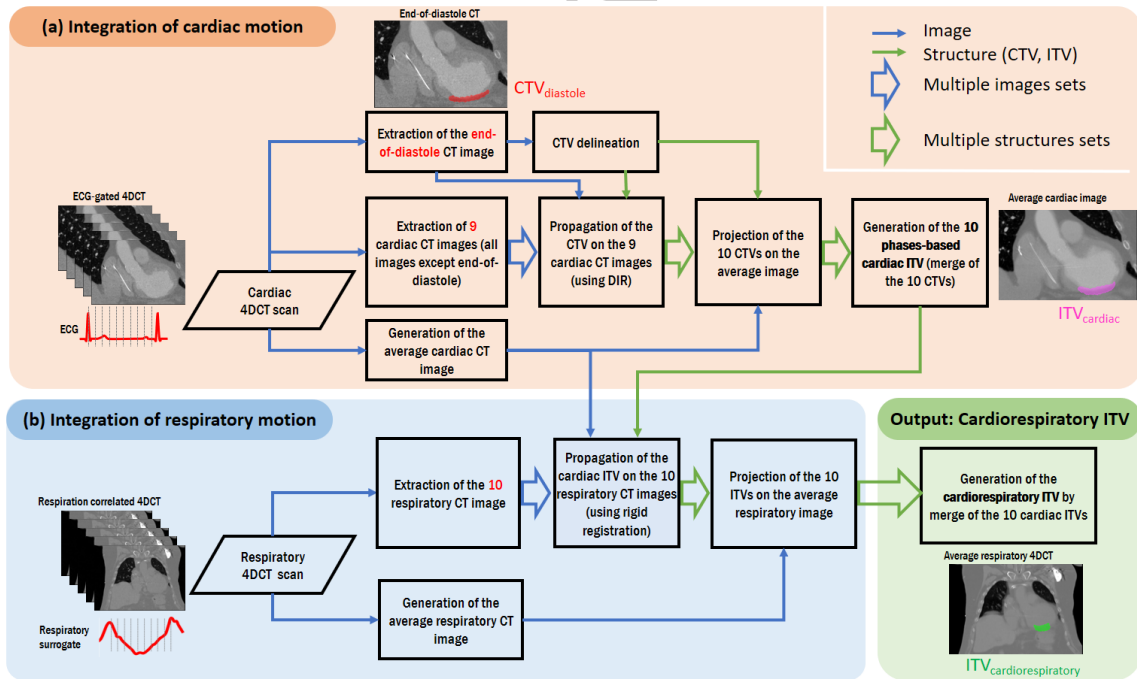 (a) Integration of cardiac motion
End-of-diastole CT
CTVdiastole
Image
Structure (CTV, ITV)
Multiple images sets
Multiple structures sets
Extraction of the end-
of-diastole CT image
CTV delineation
ECG-gated 4DCT
ECG
Cardiac
4DCT scan
Extraction of 9
cardiac CT images (all
images except end-of-
diastole)
Propagation of the
CTV on the 9
cardiac CT images
(using DIR)
Projection of the
10 CTVs on the
average image
Generation of the 10
phases-based
cardiac ITV (merge
of the 10 CTVs)
Average cardiac image
ITVcardiac
Generation of the
average cardiac CT
image
(b) Integration of respiratory motion
Respiration correlated 4DCT
Respiratory
surrogate
Respiratory
4DCT scan
Extraction of the 10
respiratory CT image
Propagation of the
cardiac ITV on the 10
respiratory CT images
(using rigid
registration)
Projection of the 10
ITVs on the average
respiratory image
Generation of the
average respiratory CT
image
Output: Cardiorespiratory ITV
Generation of the
cardiorespiratory ITV by
merge of the 10 cardiac ITVs
Average respiratory 4DCT
ITVcardiorespiratory